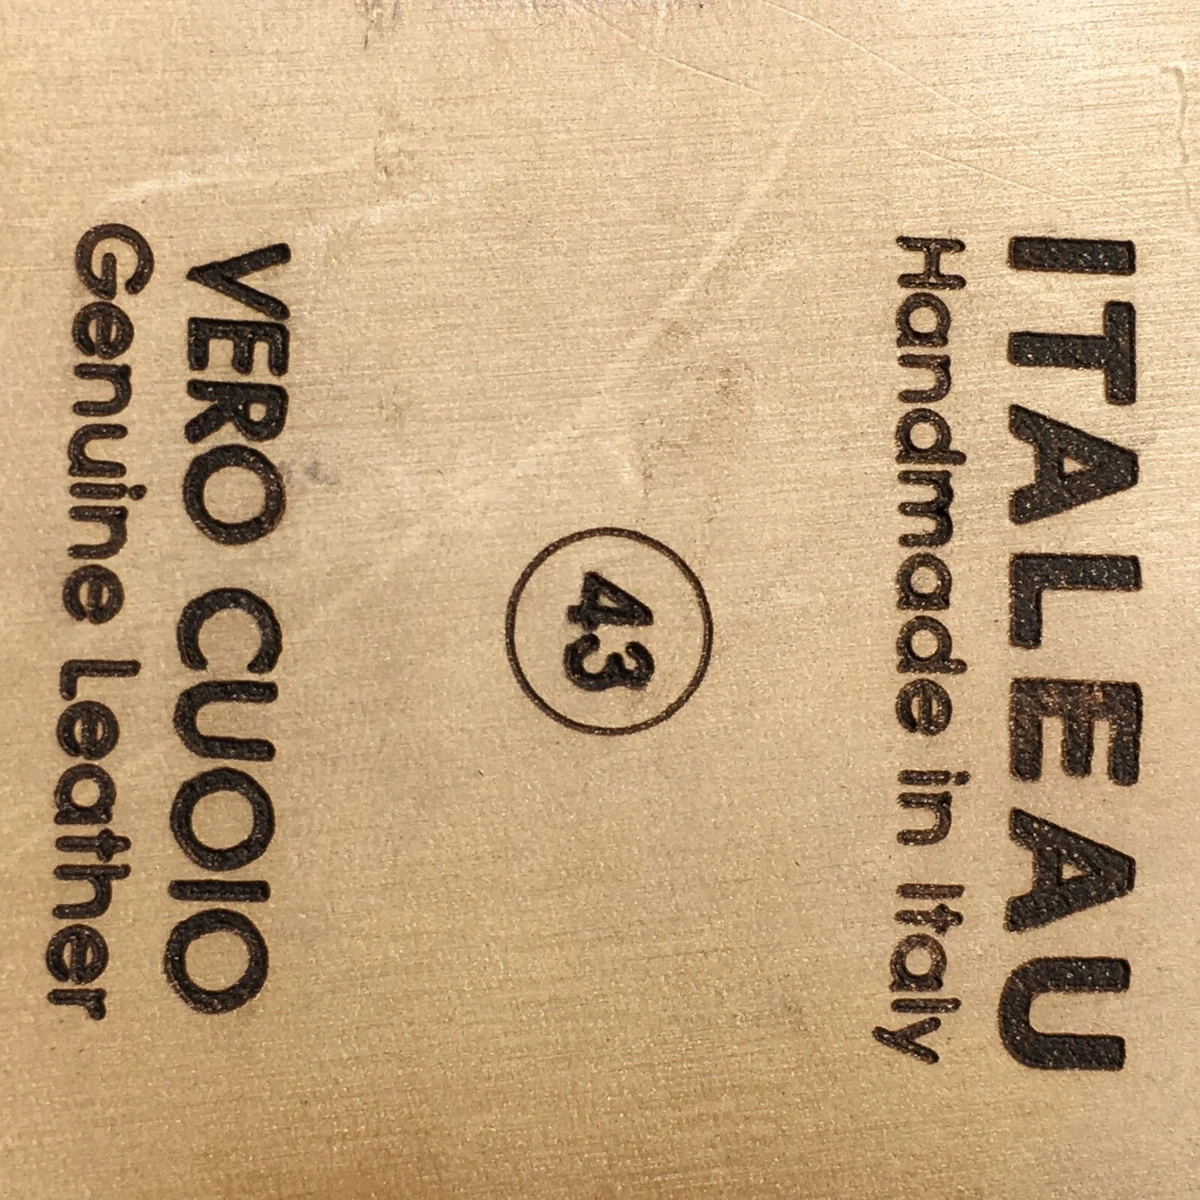 ITALEAU
Handmade in Italy
43
VERO CUOIO
Genuine Leather